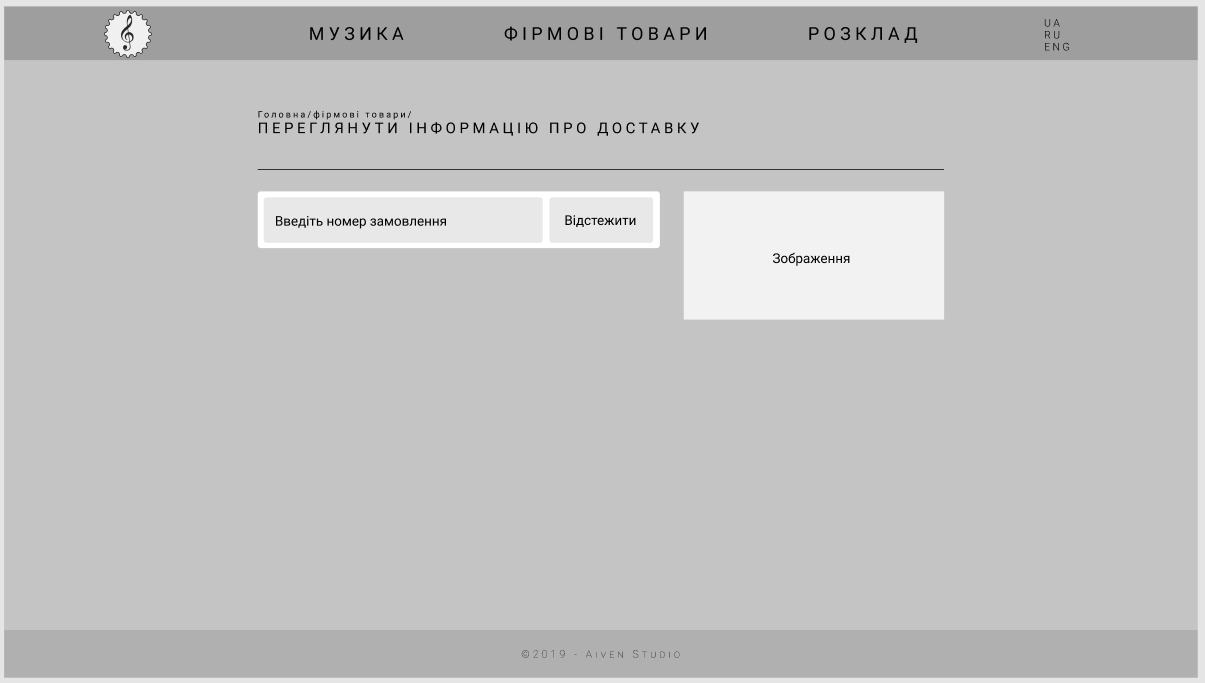 МУЗИКА
ФІРМОВІ ТОВАРИ
РОЗКЛАД
UA
RU
ENG
Головна/фірмові товари/
ПЕРЕГЛЯНУТИ ІНФОРМАЦІЮ ПРО ДОСТАВКУ
Введіть номер замовлення
Відстежити
Зображення
©2019 - Aiven Studio